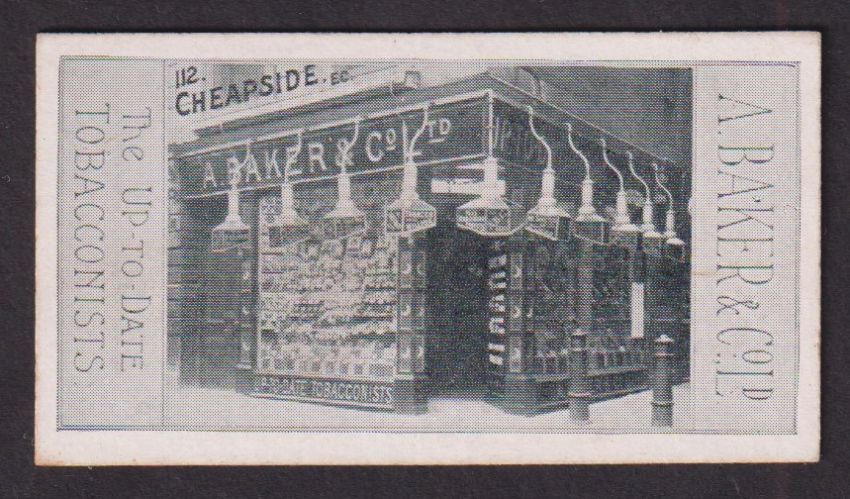 The UP-TO-DATE
TOBACCONISTS
112.
CHEAPSIDE. EC.
A. BAKER & Co LTD
UP-TO-DATE TOBACCONISTS
A. BAKER & Co. LD